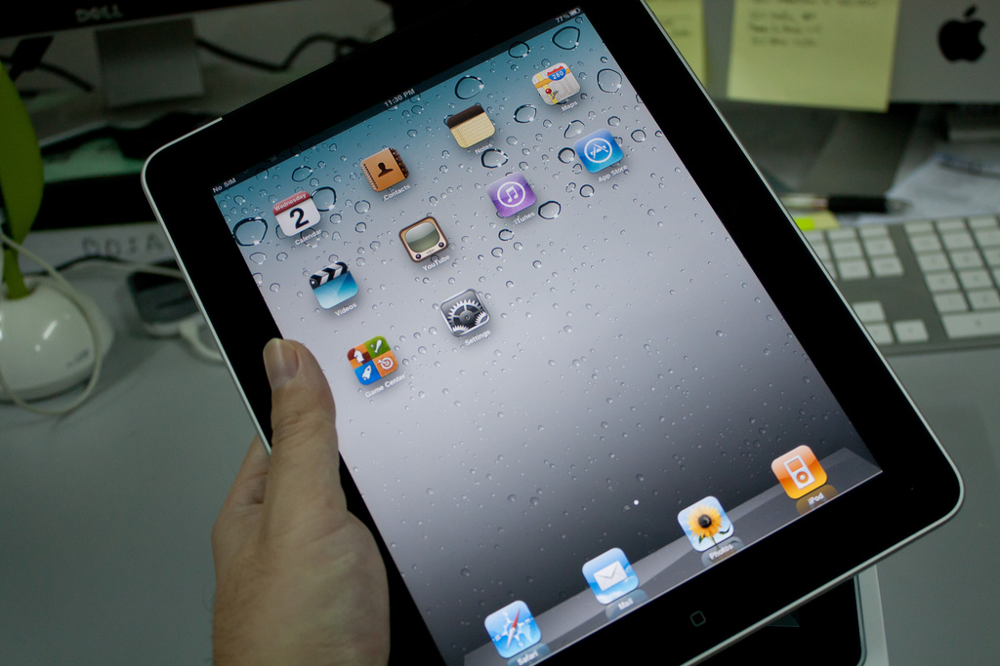 DELL
No SIM
11:30 PM
77%
Wednesday
2
Calendar
Contacts
Notes
280
Maps
Videos
YouTube
iTunes
App Store
Game Center
Settings
Safari
Mail
Photos
iPod